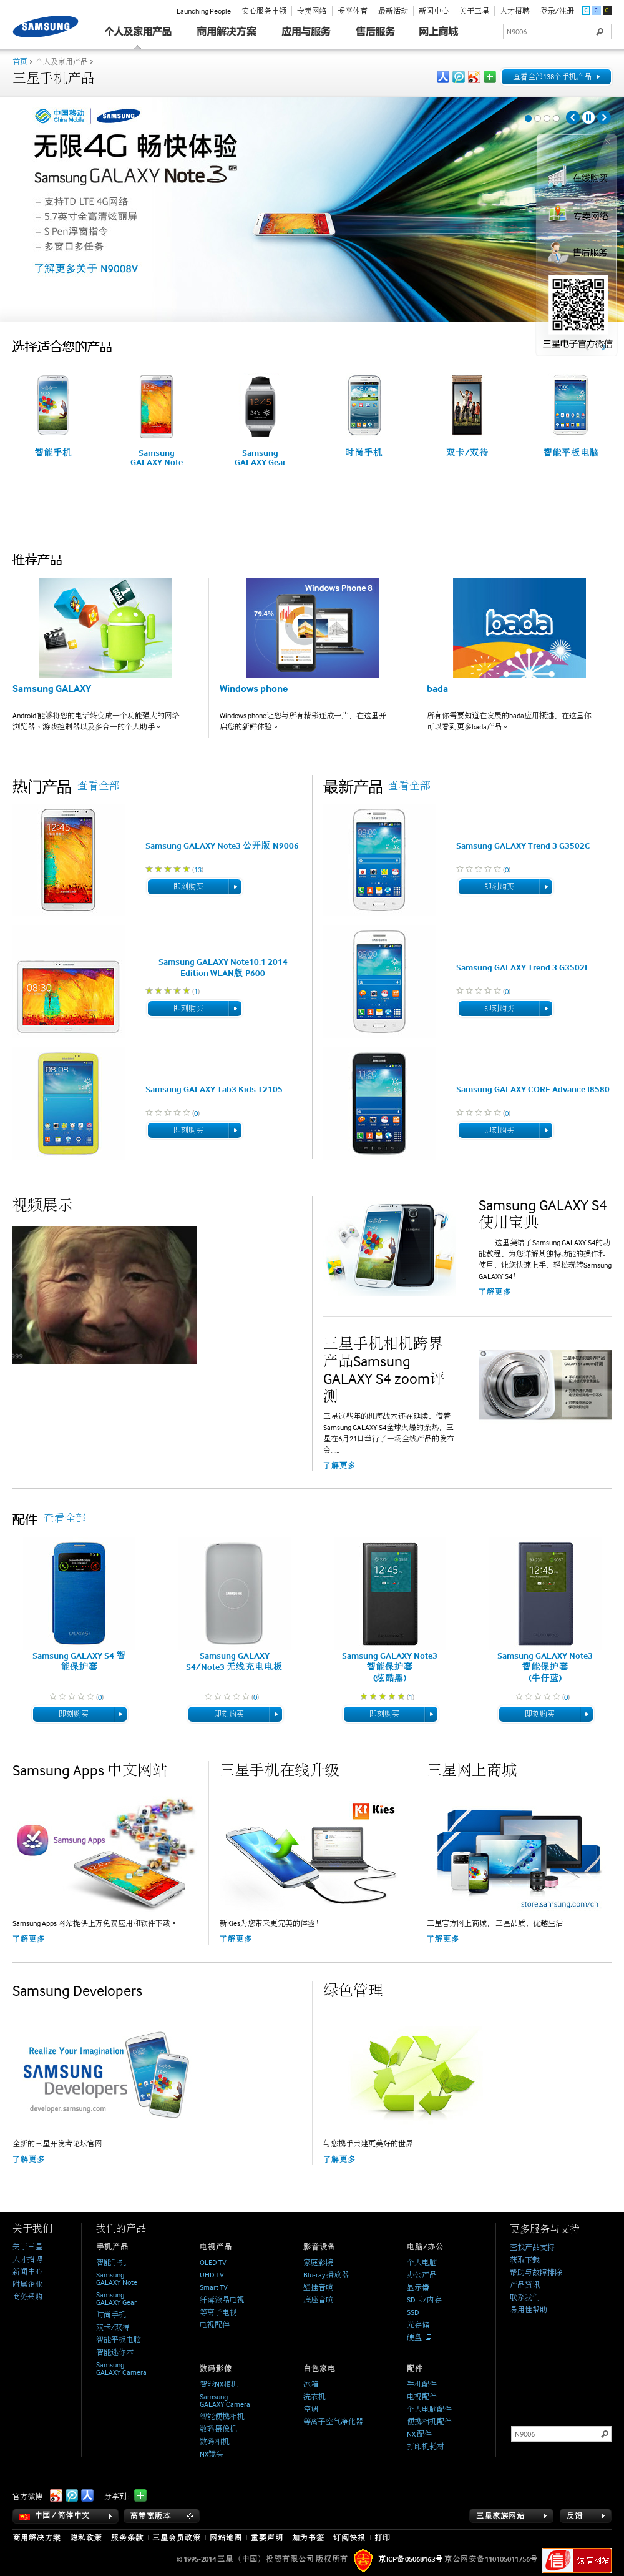 SAMSUNG
Launching People 安心服务申领 专卖网络 畅享体育 最新活动 新闻中心 关于三星 人才招聘 登录/注册
个人及家用产品 商用解决方案 应用与服务 售后服务 网上商城
N9006
首页 > 个人及家用产品 >
三星手机产品
查看全部138个手机产品
中国移动 China Mobile SAMSUNG
无限4G 畅快体验
Samsung GALAXY Note 3
– 支持TD-LTE 4G网络
– 5.7英寸全高清炫丽屏
– S Pen浮窗指令
– 多窗口多任务
了解更多关于 N9008V
在线购买
专卖网络
售后服务
三星电子官方微信
选择适合您的产品
智能手机
Samsung GALAXY Note
Samsung GALAXY Gear
时尚手机
双卡/双待
智能平板电脑
推荐产品
Windows Phone 8
79.4%
bada
Samsung GALAXY
Android能够将您的电话转变成一个功能强大的网络
浏览器、游戏控制器以及多合一的个人助手。
Windows phone
Windows phone让您与所有精彩连成一片，在这里开
启您的新鲜体验。
bada
所有你需要知道在发展的bada应用概述，在这里你
可以看到更多bada产品。
热门产品 查看全部
Samsung GALAXY Note3 公开版 N9006
(13)
即刻购买
Samsung GALAXY Note10.1 2014
Edition WLAN版 P600
(1)
即刻购买
Samsung GALAXY Tab3 Kids T2105
(0)
即刻购买
最新产品 查看全部
Samsung GALAXY Trend 3 G3502C
(0)
即刻购买
Samsung GALAXY Trend 3 G3502I
(0)
即刻购买
Samsung GALAXY CORE Advance I8580
(0)
即刻购买
视频展示
Samsung GALAXY S4
使用宝典
这里凝结了Samsung GALAXY S4的功
能教程，为您详解其独特功能的操作和
使用，让您快速上手，轻松玩转Samsung
GALAXY S4！
了解更多
三星手机相机跨界
产品Samsung
GALAXY S4 zoom评
测
三星这些年的机海战术还在延续，借着
Samsung GALAXY S4全球火爆的余热，三
星在6月21日举行了一场全线产品的发布
会......
了解更多
配件 查看全部
Samsung GALAXY S4 智
能保护套
(0)
即刻购买
Samsung GALAXY
S4/Note3 无线充电电板
(0)
即刻购买
Samsung GALAXY Note3
智能保护套
(炫酷黑)
(1)
即刻购买
Samsung GALAXY Note3
智能保护套
(牛仔蓝)
(0)
即刻购买
Samsung Apps 中文网站
Samsung Apps
Samsung Apps 网站提供上万免费应用和软件下载。
了解更多
三星手机在线升级
Kies
新Kies为您带来更完美的体验！
了解更多
三星网上商城
store.samsung.com/cn
三星官方网上商城，三星品质，优越生活
了解更多
Samsung Developers
Realize Your Imagination
SAMSUNG
Developers
developer.samsung.com
全新的三星开发者论坛官网
了解更多
绿色管理
与您携手共建更美好的世界
了解更多
关于我们
关于三星
人才招聘
新闻中心
附属企业
商务采购
我们的产品
手机产品
智能手机
Samsung
GALAXY Note
Samsung
GALAXY Gear
时尚手机
双卡/双待
智能平板电脑
智能迷你本
Samsung
GALAXY Camera
电视产品
OLED TV
UHD TV
Smart TV
纤薄液晶电视
等离子电视
电视配件
影音设备
家庭影院
Blu-ray播放器
壁挂音响
底座音响
电脑/办公
个人电脑
办公产品
显示器
SD卡/内存
SSD
光存储
硬盘
数码影像
智能NX相机
Samsung
GALAXY Camera
智能便携相机
数码摄像机
数码相机
NX镜头
白色家电
冰箱
洗衣机
空调
等离子空气净化器
配件
手机配件
电视配件
个人电脑配件
便携相机配件
NX配件
打印机耗材
更多服务与支持
查找产品支持
获取下载
帮助与故障排除
产品资讯
联系我们
易用性帮助
N9006
官方微博: 分享到:
中国 / 简体中文 高带宽版本 三星家族网站 反馈
商用解决方案 隐私政策 服务条款 三星会员政策 网站地图 重要声明 加为书签 订阅快报 打印
© 1995-2014 三星（中国）投资有限公司 版权所有 京ICP备05068163号 京公网安备110105011756号 诚信网站